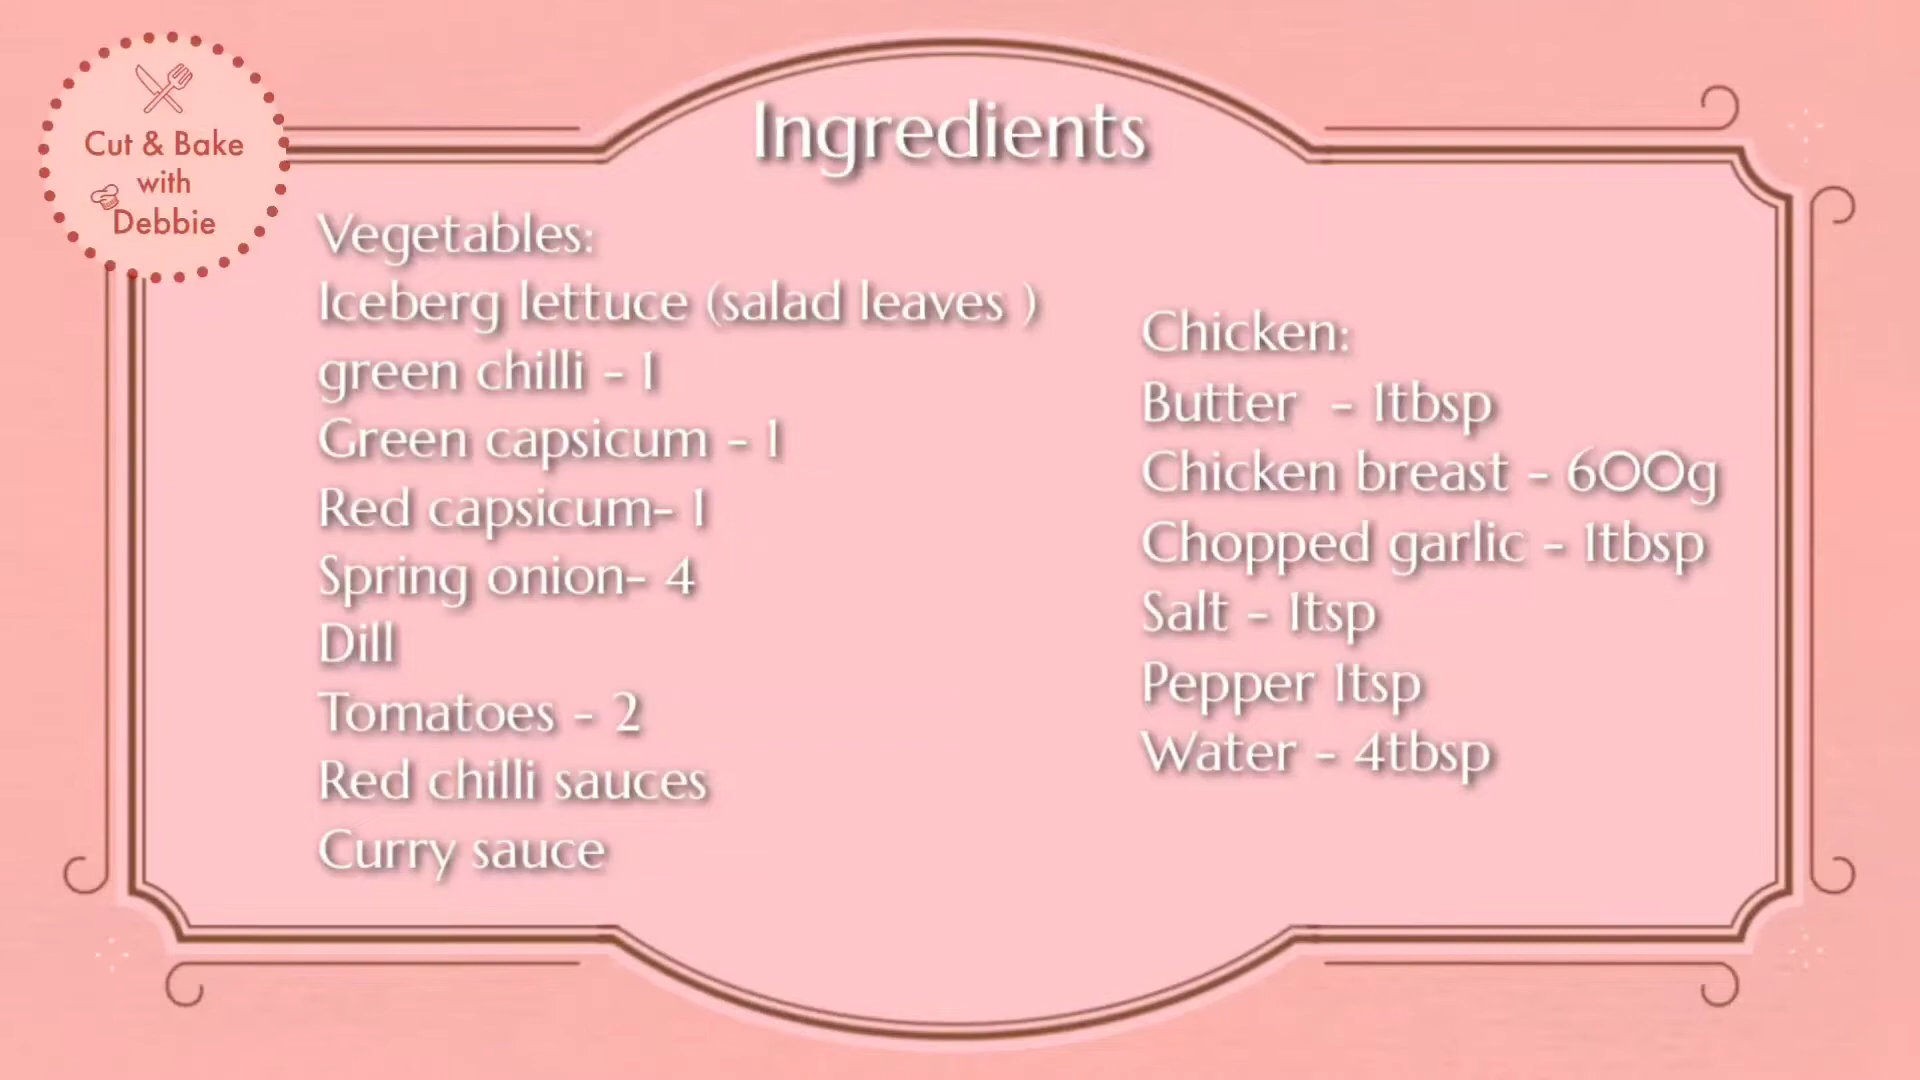 Cut & Bake
with
Debbie
Ingredients
Vegetables:
Iceberg lettuce (salad leaves )
green chilli - 1
Green capsicum - 1
Red capsicum- 1
Spring onion- 4
Dill
Tomatoes - 2
Red chilli sauces
Curry sauce
Chicken:
Butter - 1tbsp
Chicken breast - 600g
Chopped garlic - 1tbsp
Salt - 1tsp
Pepper 1tsp
Water - 4tbsp